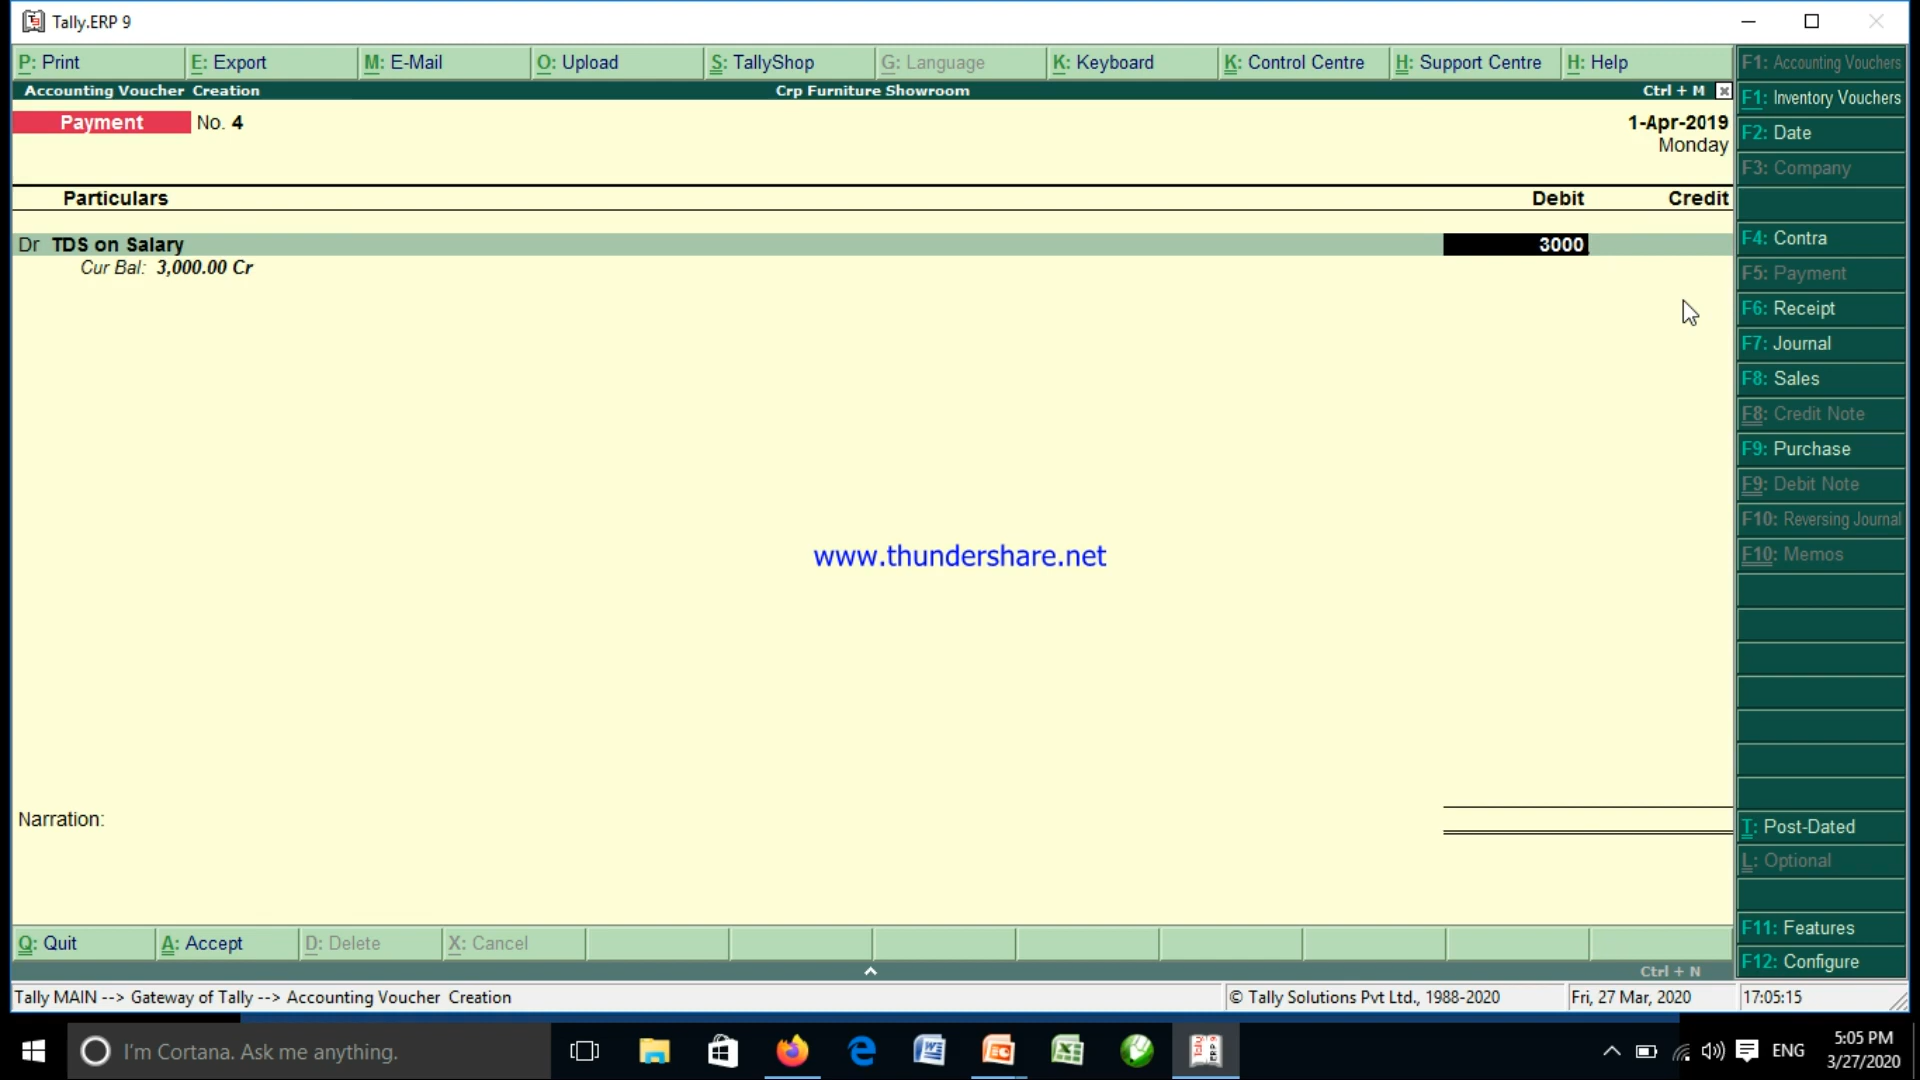 Tally.ERP 9
P: Print E: Export M: E-Mail O: Upload S: TallyShop G: Language K: Keyboard K: Control Centre H: Support Centre H: Help
Accounting Voucher Creation Crp Furniture Showroom Ctrl + M
Payment No. 4 1-Apr-2019
Monday
Particulars Debit Credit
Dr TDS on Salary 3000
Cur Bal: 3,000.00 Cr
www.thundershare.net
Narration:
F1: Accounting Vouchers
F1: Inventory Vouchers
F2: Date
F3: Company
F4: Contra
F5: Payment
F6: Receipt
F7: Journal
F8: Sales
F8: Credit Note
F9: Purchase
F9: Debit Note
F10: Reversing Journal
F10: Memos
T: Post-Dated
L: Optional
F11: Features
F12: Configure
Q: Quit A: Accept D: Delete X: Cancel
Ctrl + N
Tally MAIN --> Gateway of Tally --> Accounting Voucher Creation © Tally Solutions Pvt Ltd., 1988-2020 Fri, 27 Mar, 2020 17:05:15
I'm Cortana. Ask me anything. Tally ERP 9 ENG 5:05 PM
3/27/2020